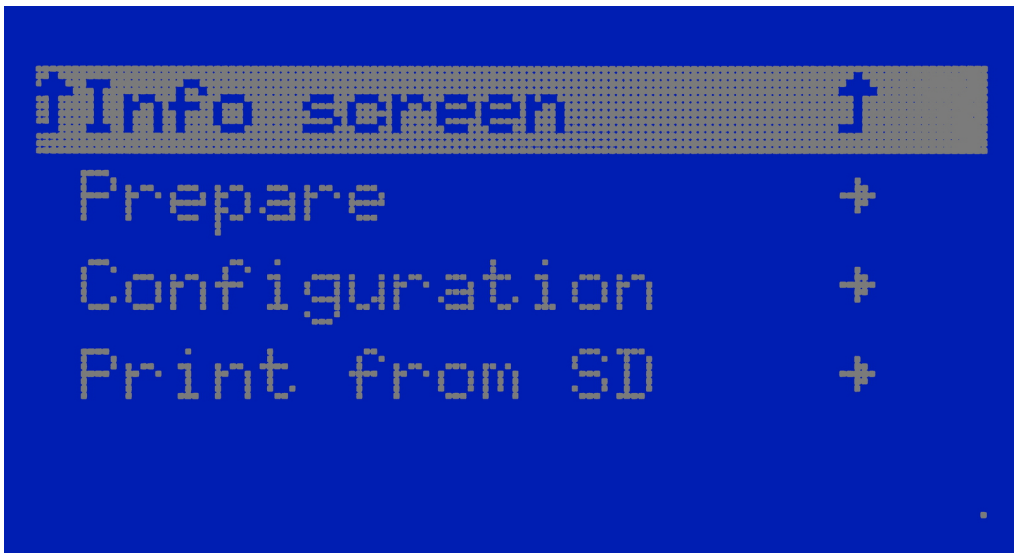 ↑Info screen ↑
Prepare →
Configuration →
Print from SD →